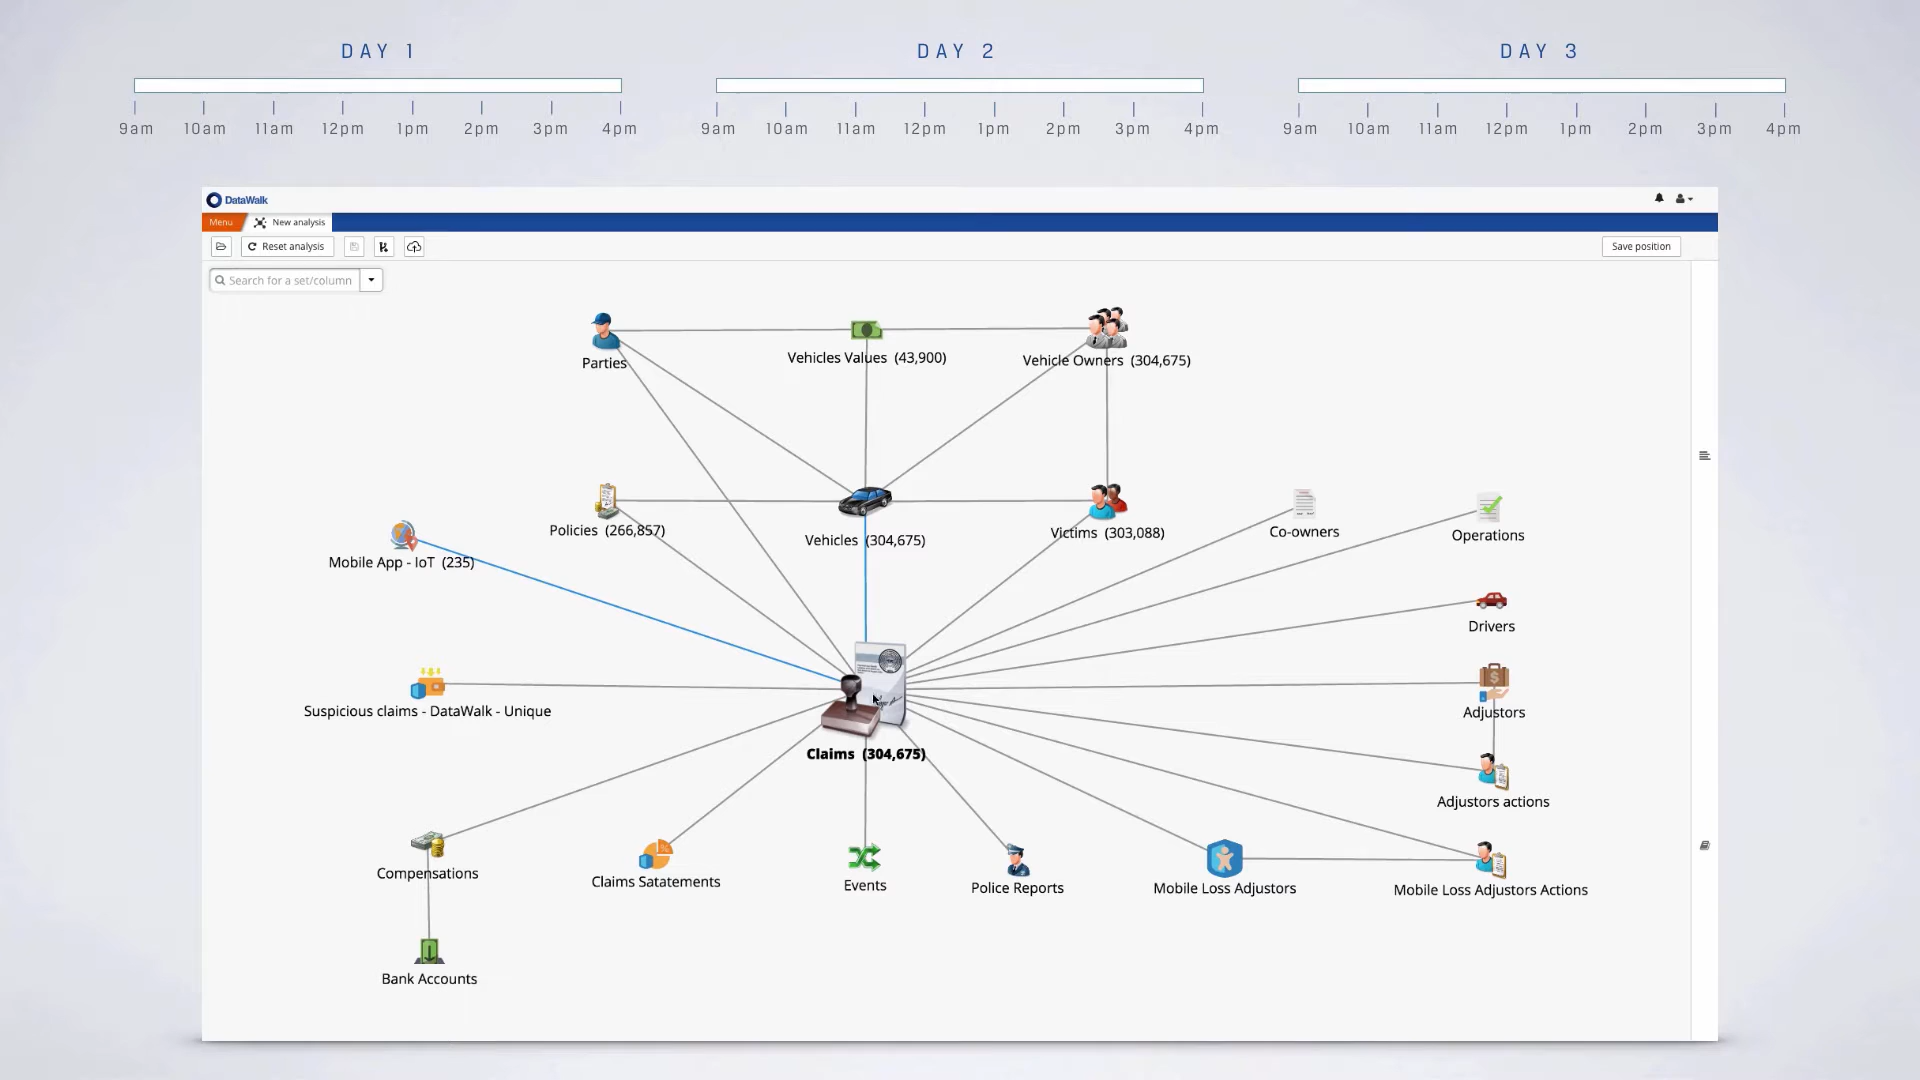 DAY 1
DAY 2
DAY 3
9am 10am 11am 12pm 1pm 2pm 3pm 4pm
9am 10am 11am 12pm 1pm 2pm 3pm 4pm
9am 10am 11am 12pm 1pm 2pm 3pm 4pm
DataWalk
Menu
New analysis
Reset analysis
Save position
Search for a set/column
Parties
Vehicles Values (43,900)
Vehicle Owners (304,675)
Policies (266,857)
Vehicles (304,675)
Victims (303,088)
Co-owners
Operations
Mobile App - IoT (235)
Drivers
Suspicious claims - DataWalk - Unique
Adjustors
Claims (304,675)
Adjustors actions
Compensations
Claims Satatements
Events
Police Reports
Mobile Loss Adjustors
Mobile Loss Adjustors Actions
Bank Accounts